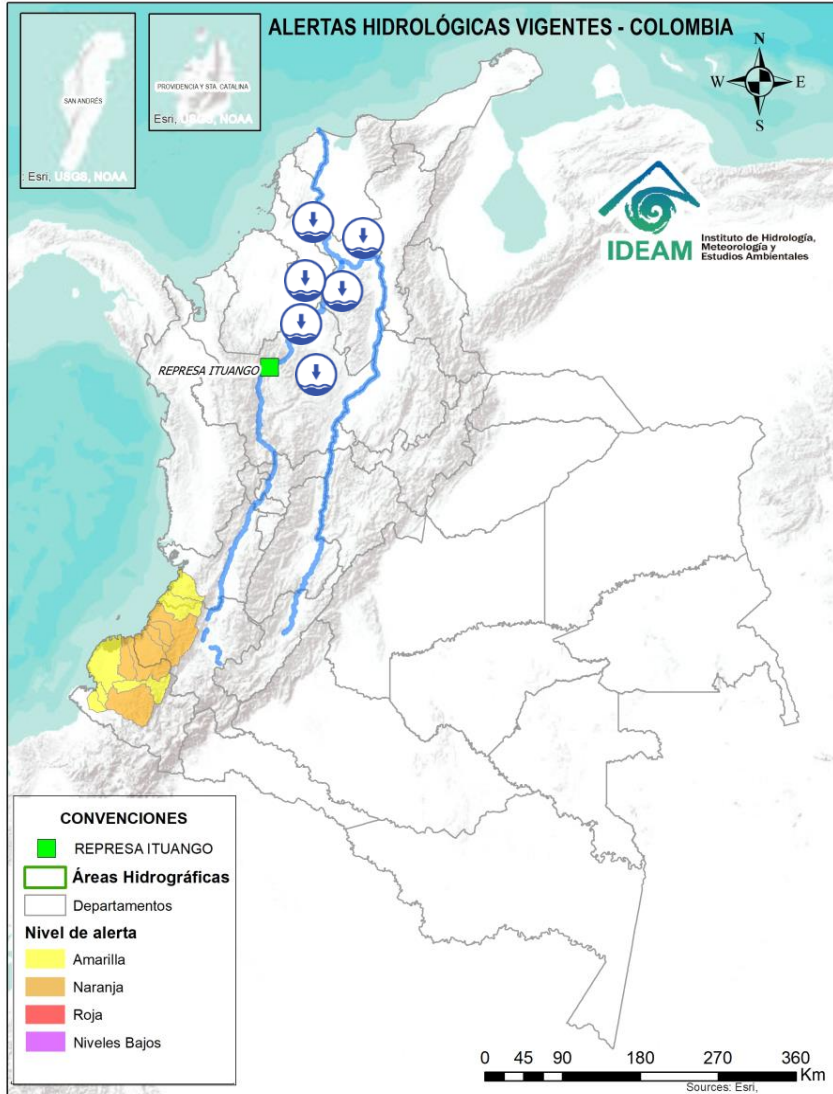 ALERTAS HIDROLÓGICAS VIGENTES - COLOMBIA
SAN ANDRÉS
Esri, USGS, NOAA
PROVIDENCIA Y STA. CATALINA
Esri, USGS, NOAA
N
W
E
S
IDEAM
Instituto de Hidrología,
Meteorología y
Estudios Ambientales
REPRESA ITUANGO
CONVENCIONES
REPRESA ITUANGO
Áreas Hidrográficas
Departamentos
Nivel de alerta
Amarilla
Naranja
Roja
Niveles Bajos
0 45 90 180 270 360
Km
Sources: Esri,